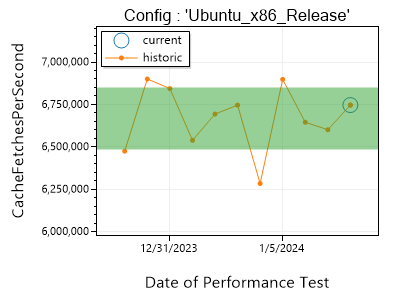 Config : 'Ubuntu_x86_Release'
current
historic
CacheFetchesPerSecond
7,000,000
6,750,000
6,500,000
6,250,000
6,000,000
12/31/2023
1/5/2024
Date of Performance Test